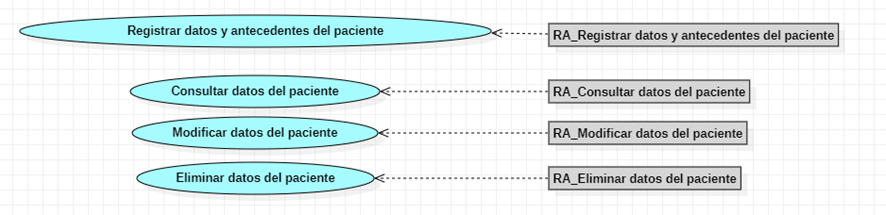 Registrar datos y antecedentes del paciente
RA_Registrar datos y antecedentes del paciente
Consultar datos del paciente
RA_Consultar datos del paciente
Modificar datos del paciente
RA_Modificar datos del paciente
Eliminar datos del paciente
RA_Eliminar datos del paciente